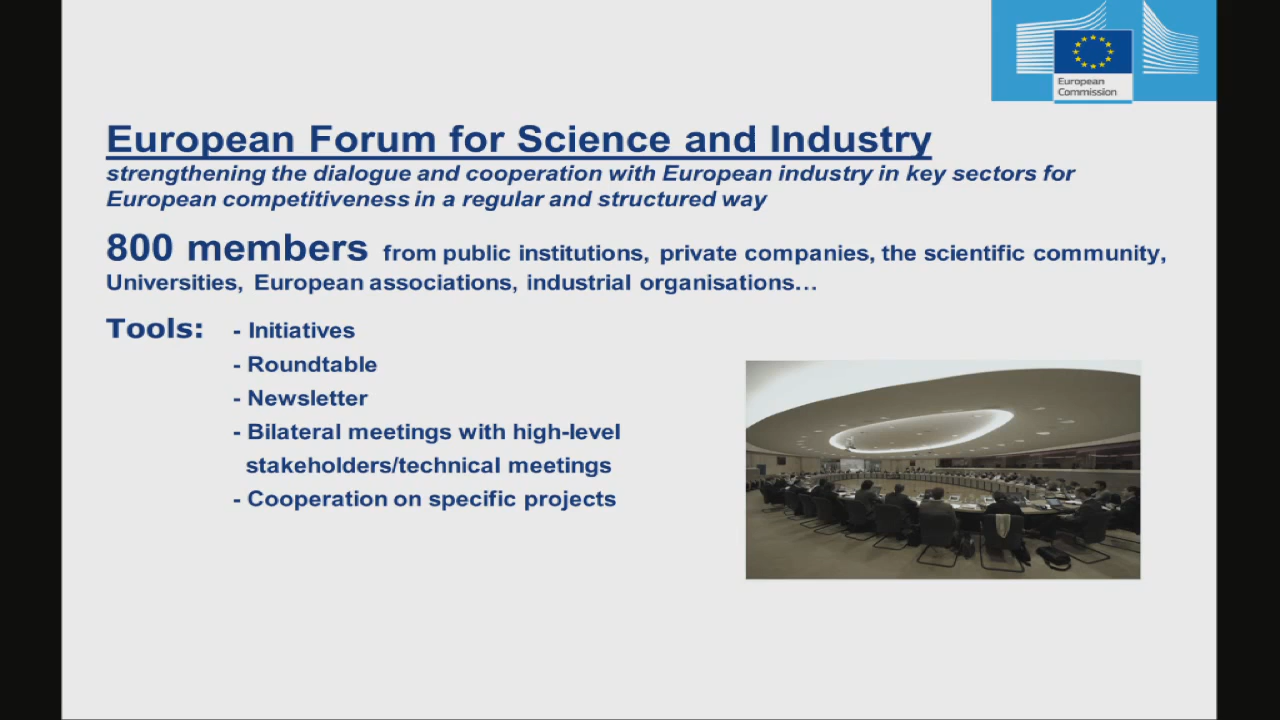 European
Commission
European Forum for Science and Industry
strengthening the dialogue and cooperation with European industry in key sectors for
European competitiveness in a regular and structured way
800 members from public institutions, private companies, the scientific community,
Universities, European associations, industrial organisations…
Tools: - Initiatives
- Roundtable
- Newsletter
- Bilateral meetings with high-level
stakeholders/technical meetings
- Cooperation on specific projects